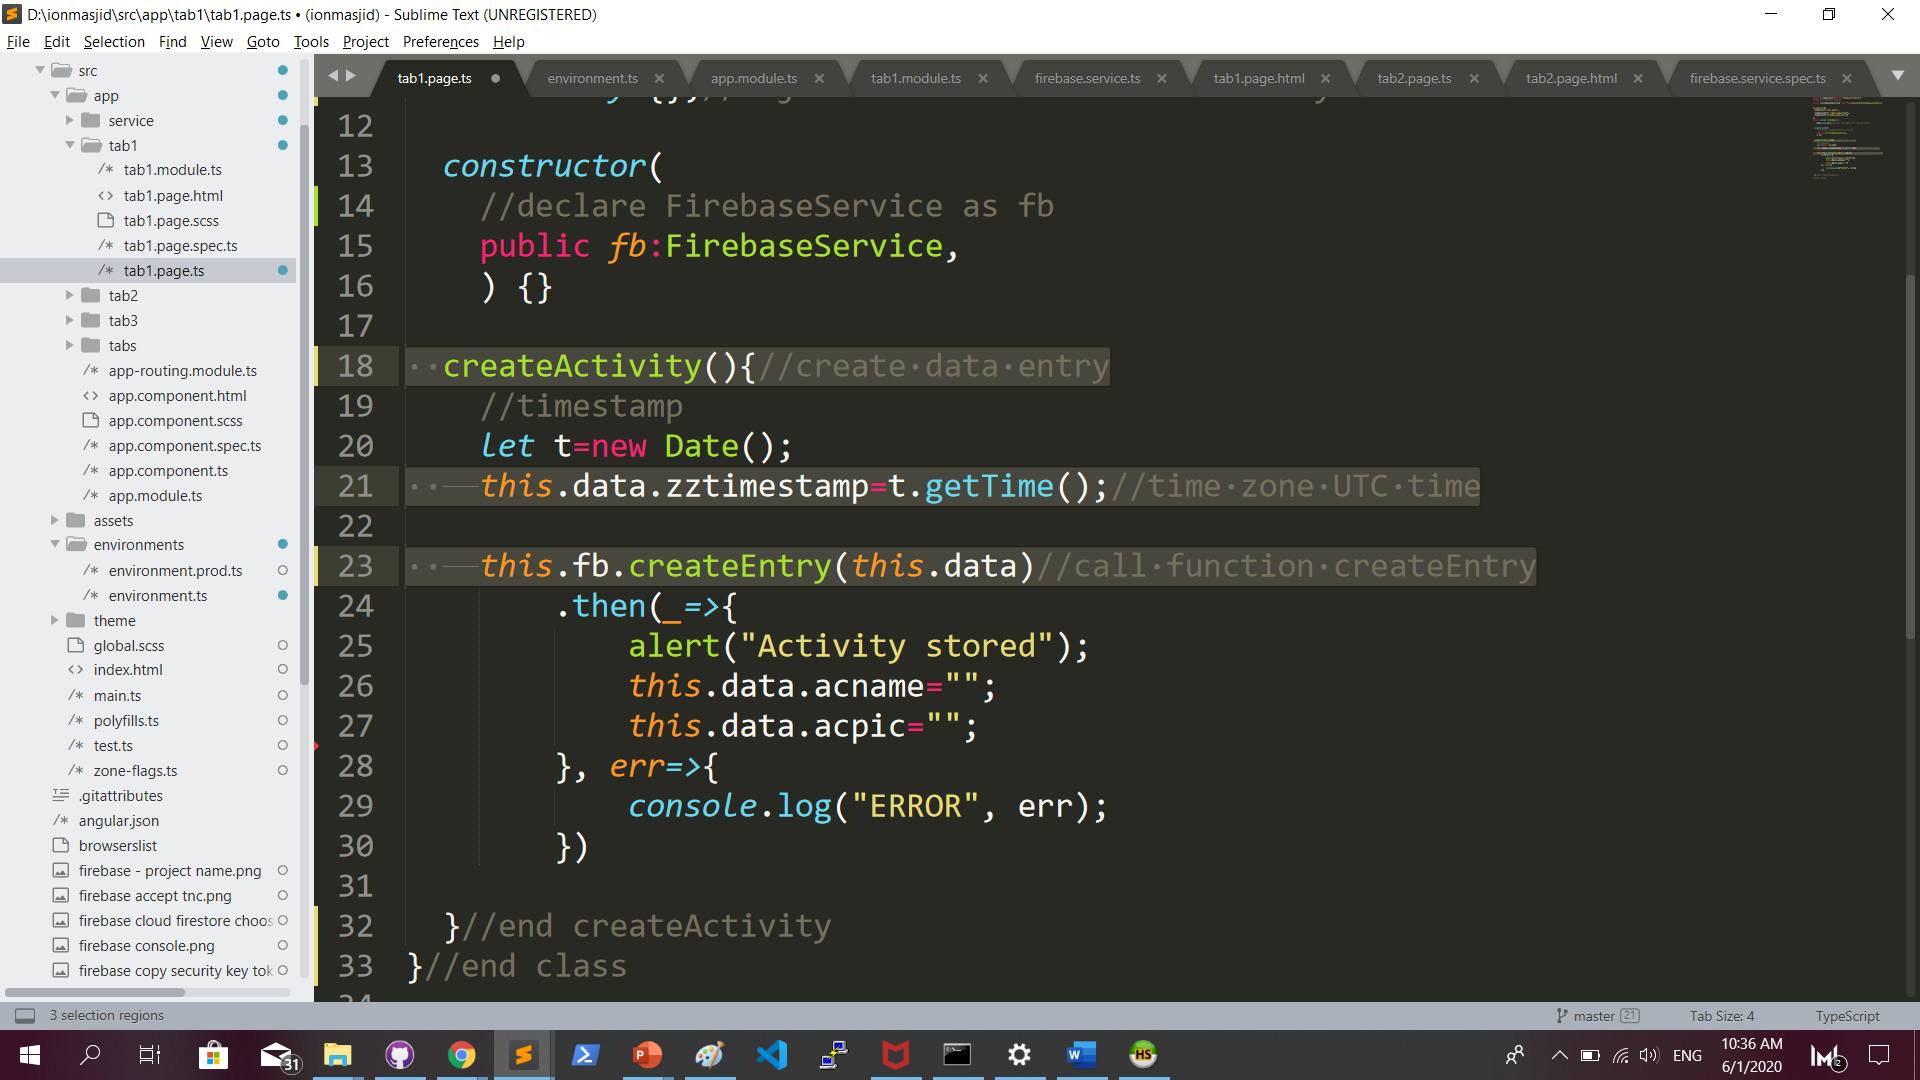 D:\ionmasjid\src\app\tab1\tab1.page.ts • (ionmasjid) - Sublime Text (UNREGISTERED)
File Edit Selection Find View Goto Tools Project Preferences Help
src
app
service
tab1
tab1.module.ts
tab1.page.html
tab1.page.scss
tab1.page.spec.ts
tab1.page.ts
tab2
tab3
tabs
app-routing.module.ts
app.component.html
app.component.scss
app.component.spec.ts
app.component.ts
app.module.ts
assets
environments
environment.prod.ts
environment.ts
theme
global.scss
index.html
main.ts
polyfills.ts
test.ts
zone-flags.ts
.gitattributes
angular.json
browserslist
firebase - project name.png
firebase accept tnc.png
firebase cloud firestore choos
firebase console.png
firebase copy security key tok
tab1.page.ts environment.ts app.module.ts tab1.module.ts firebase.service.ts tab1.page.html tab2.page.ts tab2.page.html firebase.service.spec.ts
12
13 constructor(
14 //declare FirebaseService as fb
15 public fb:FirebaseService,
16 ) {}
17
18 createActivity(){//create data entry
19 //timestamp
20 let t=new Date();
21 this.data.zztimestamp=t.getTime();//time zone UTC time
22
23 this.fb.createEntry(this.data)//call function createEntry
24 .then(_=>{
25 alert("Activity stored");
26 this.data.acname="";
27 this.data.acpic="";
28 }, err=>{
29 console.log("ERROR", err);
30 })
31
32 }//end createActivity
33 }//end class
3 selection regions master 21 Tab Size: 4 TypeScript
31 ENG 10:36 AM
6/1/2020 2